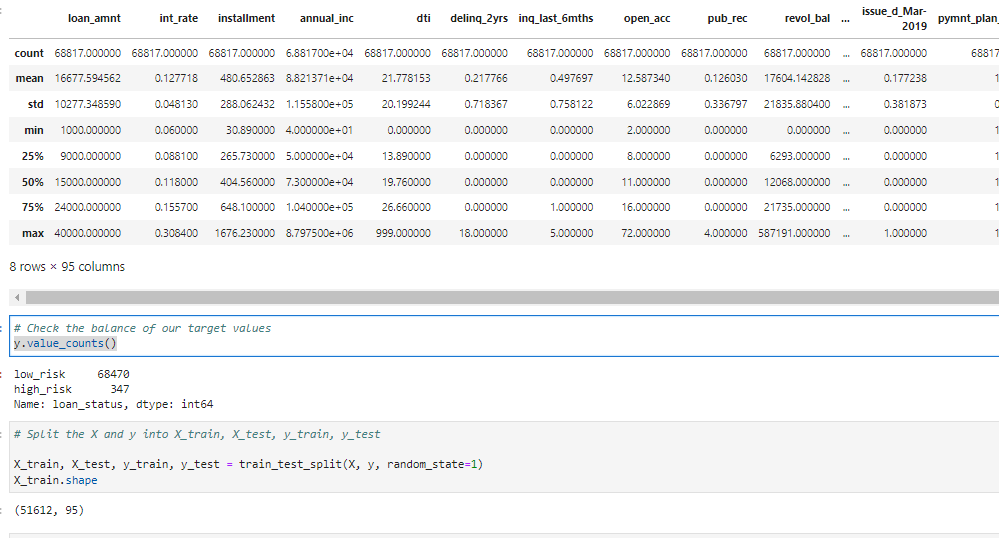 loan_amnt int_rate installment annual_inc dti delinq_2yrs inq_last_6mths open_acc pub_rec revol_bal ... issue_d_Mar-2019 pymnt_plan_
count 68817.000000 68817.000000 68817.000000 6.881700e+04 68817.000000 68817.000000 68817.000000 68817.000000 68817.000000 68817.000000 ... 68817.000000 68817
mean 16677.594562 0.127718 480.652863 8.821371e+04 21.778153 0.217766 0.497697 12.587340 0.126030 17604.142828 ... 0.177238 1
std 10277.348590 0.048130 288.062432 1.155800e+05 20.199244 0.718367 0.758122 6.022869 0.336797 21835.880400 ... 0.381873 0
min 1000.000000 0.060000 30.890000 4.000000e+01 0.000000 0.000000 0.000000 2.000000 0.000000 0.000000 ... 0.000000 1
25% 9000.000000 0.088100 265.730000 5.000000e+04 13.890000 0.000000 0.000000 8.000000 0.000000 6293.000000 ... 0.000000 1
50% 15000.000000 0.118000 404.560000 7.300000e+04 19.760000 0.000000 0.000000 11.000000 0.000000 12068.000000 ... 0.000000 1
75% 24000.000000 0.155700 648.100000 1.040000e+05 26.660000 0.000000 1.000000 16.000000 0.000000 21735.000000 ... 0.000000 1
max 40000.000000 0.308400 1676.230000 8.797500e+06 999.000000 18.000000 5.000000 72.000000 4.000000 587191.000000 ... 1.000000 1
8 rows × 95 columns
# Check the balance of our target values
y.value_counts()
low_risk 68470
high_risk 347
Name: loan_status, dtype: int64
# Split the X and y into X_train, X_test, y_train, y_test
X_train, X_test, y_train, y_test = train_test_split(X, y, random_state=1)
X_train.shape
(51612, 95)